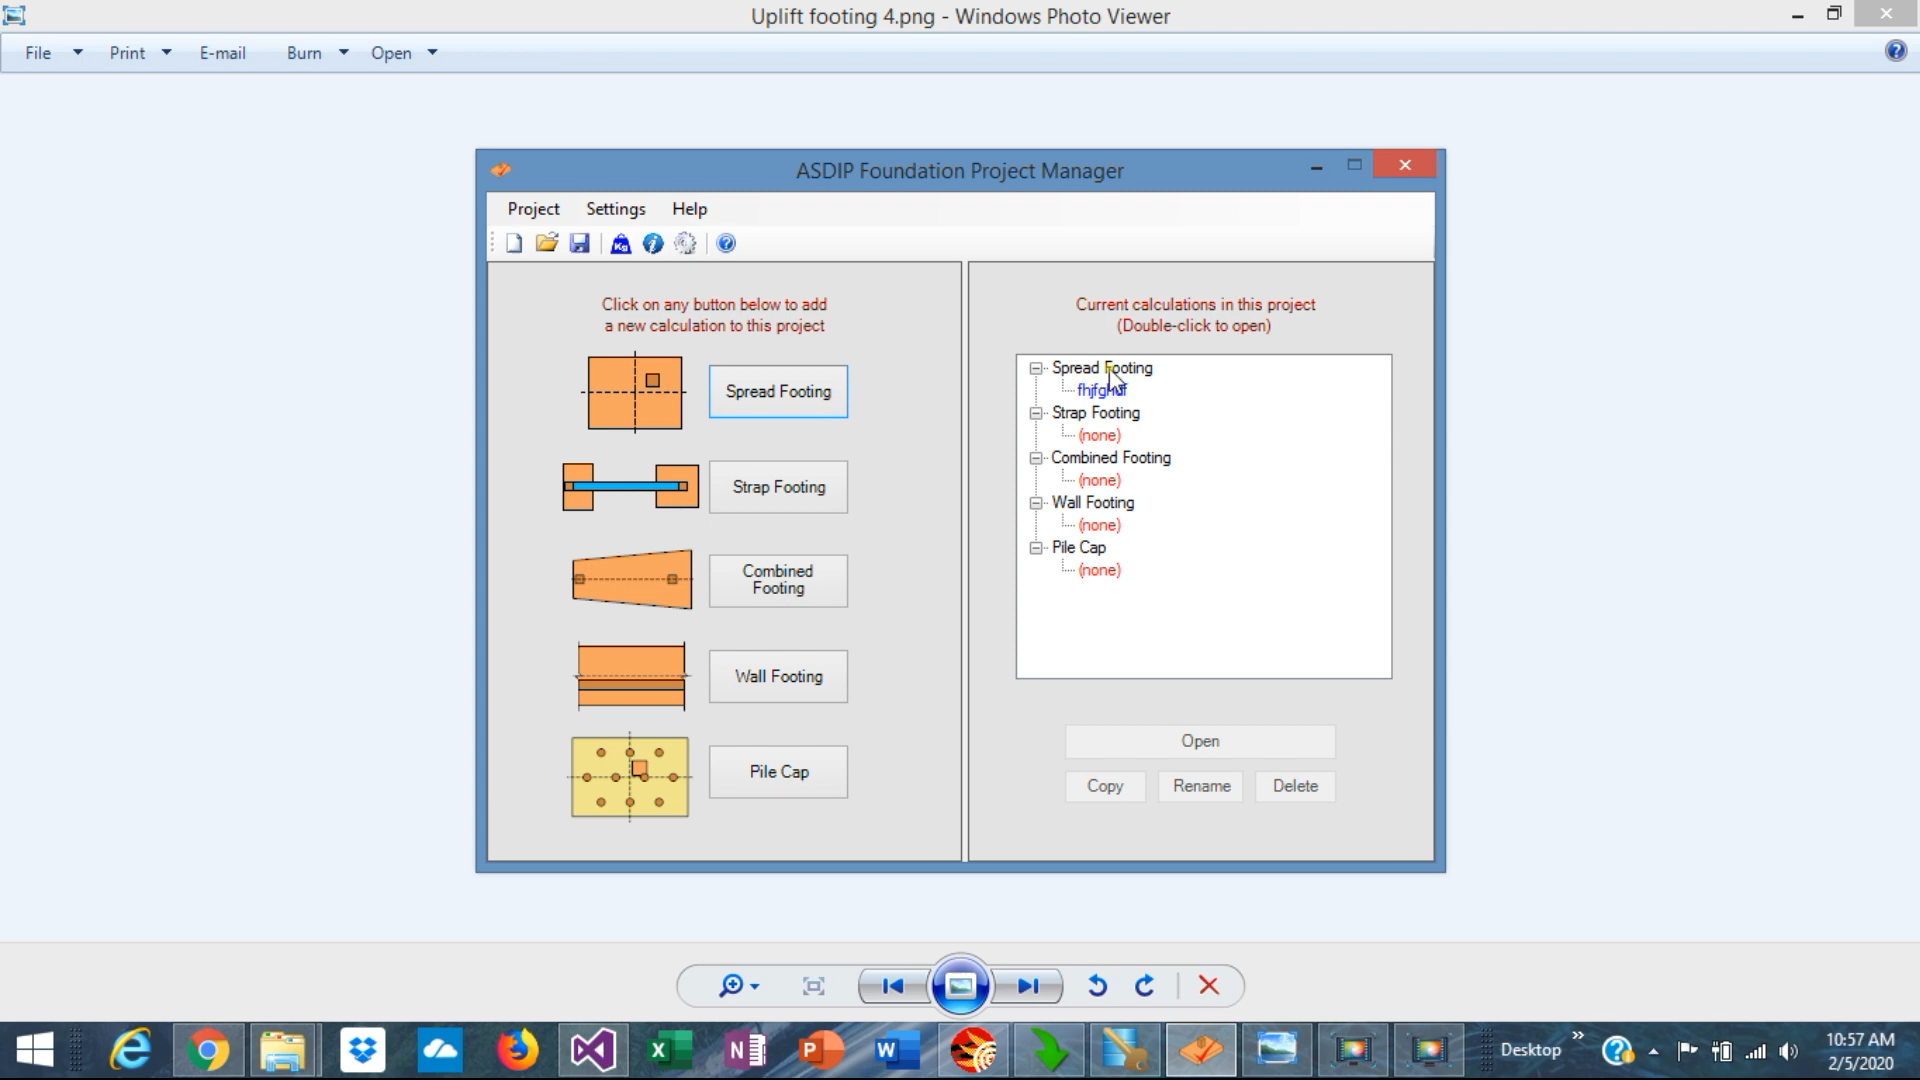 Uplift footing 4.png - Windows Photo Viewer
File Print E-mail Burn Open
ASDIP Foundation Project Manager
Project Settings Help
Kg
Click on any button below to add
a new calculation to this project
Spread Footing
Strap Footing
Combined
Footing
Wall Footing
Pile Cap
Current calculations in this project
(Double-click to open)
Spread Footing
Strap Footing
(none)
Combined Footing
(none)
Wall Footing
(none)
Pile Cap
(none)
Open
Copy Rename Delete
Desktop
10:57 AM
2/5/2020